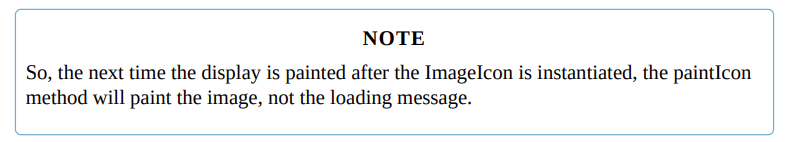 NOTE
So, the next time the display is painted after the ImageIcon is instantiated, the paintIcon
method will paint the image, not the loading message.